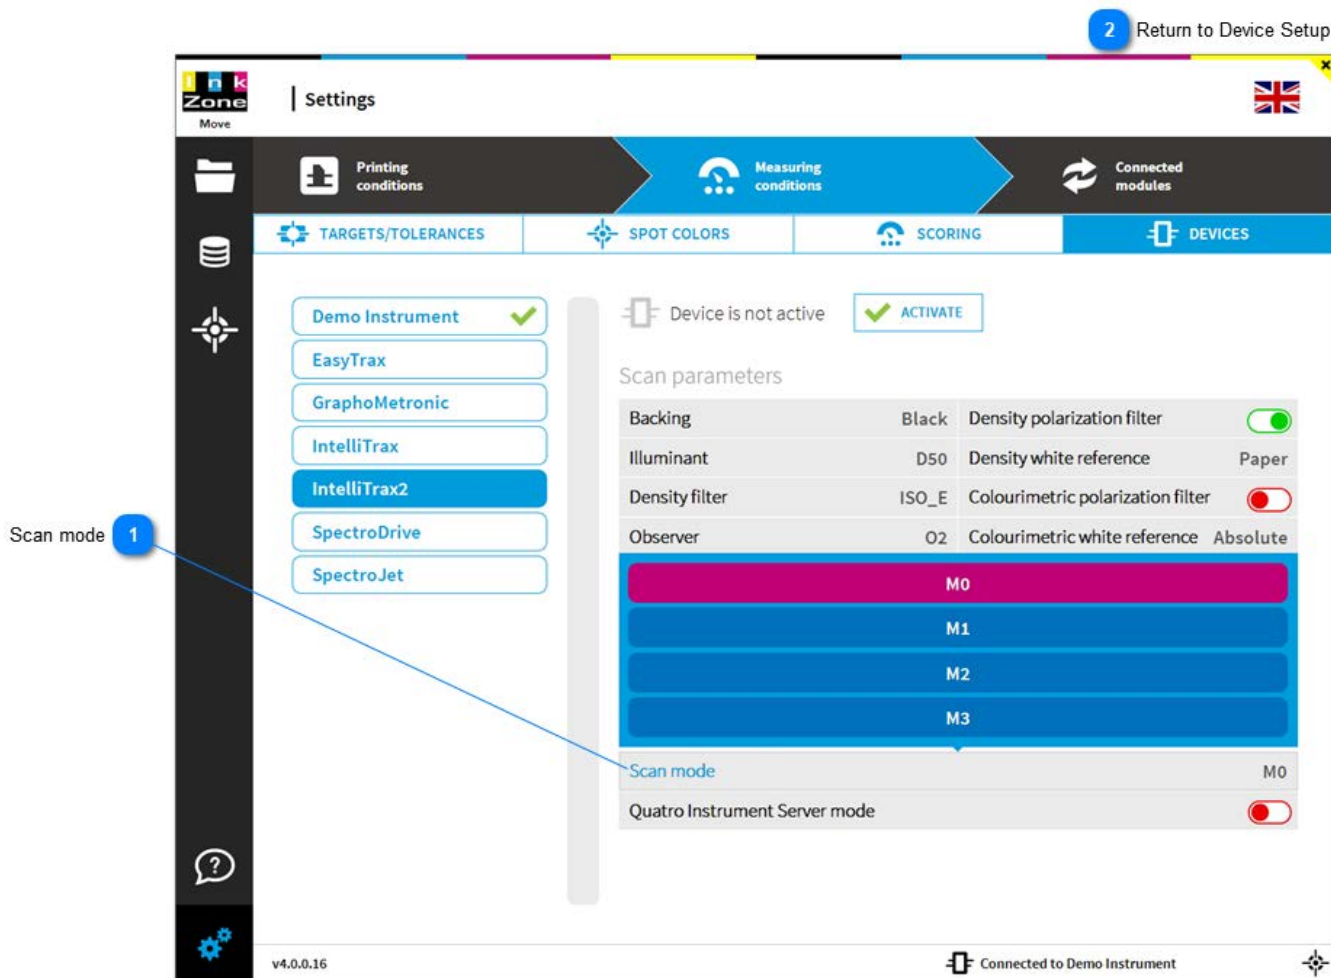 2 Return to Device Setup
Ink
Zone
Move
Settings
Printing
conditions
Measuring
conditions
Connected
modules
TARGETS/TOLERANCES
SPOT COLORS
SCORING
DEVICES
Demo Instrument
EasyTrax
GraphoMetronic
IntelliTrax
IntelliTrax2
SpectroDrive
SpectroJet
Device is not active
ACTIVATE
Scan parameters
Backing Black Density polarization filter
Illuminant D50 Density white reference Paper
Density filter ISO_E Colourimetric polarization filter
Observer O2 Colourimetric white reference Absolute
M0
M1
M2
M3
Scan mode 1
Scan mode M0
Quatro Instrument Server mode
v4.0.0.16
Connected to Demo Instrument